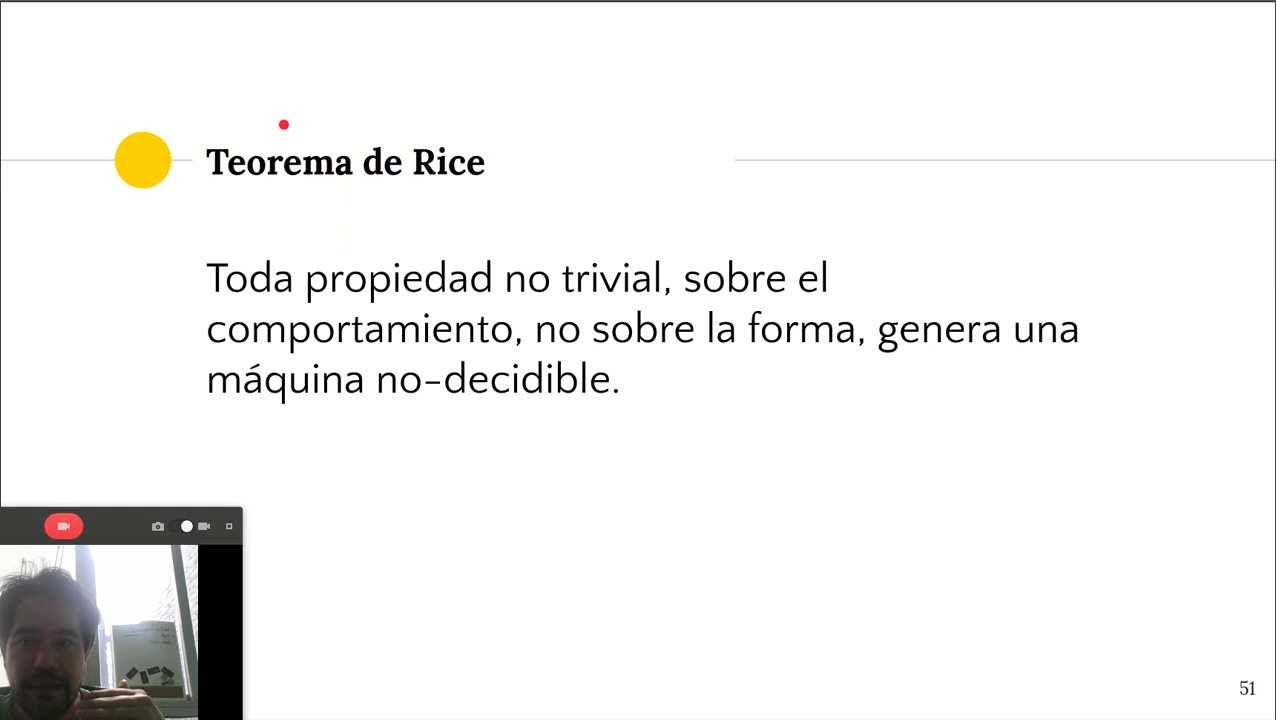 Teorema de Rice
Toda propiedad no trivial, sobre el
comportamiento, no sobre la forma, genera una
máquina no-decidible.
51